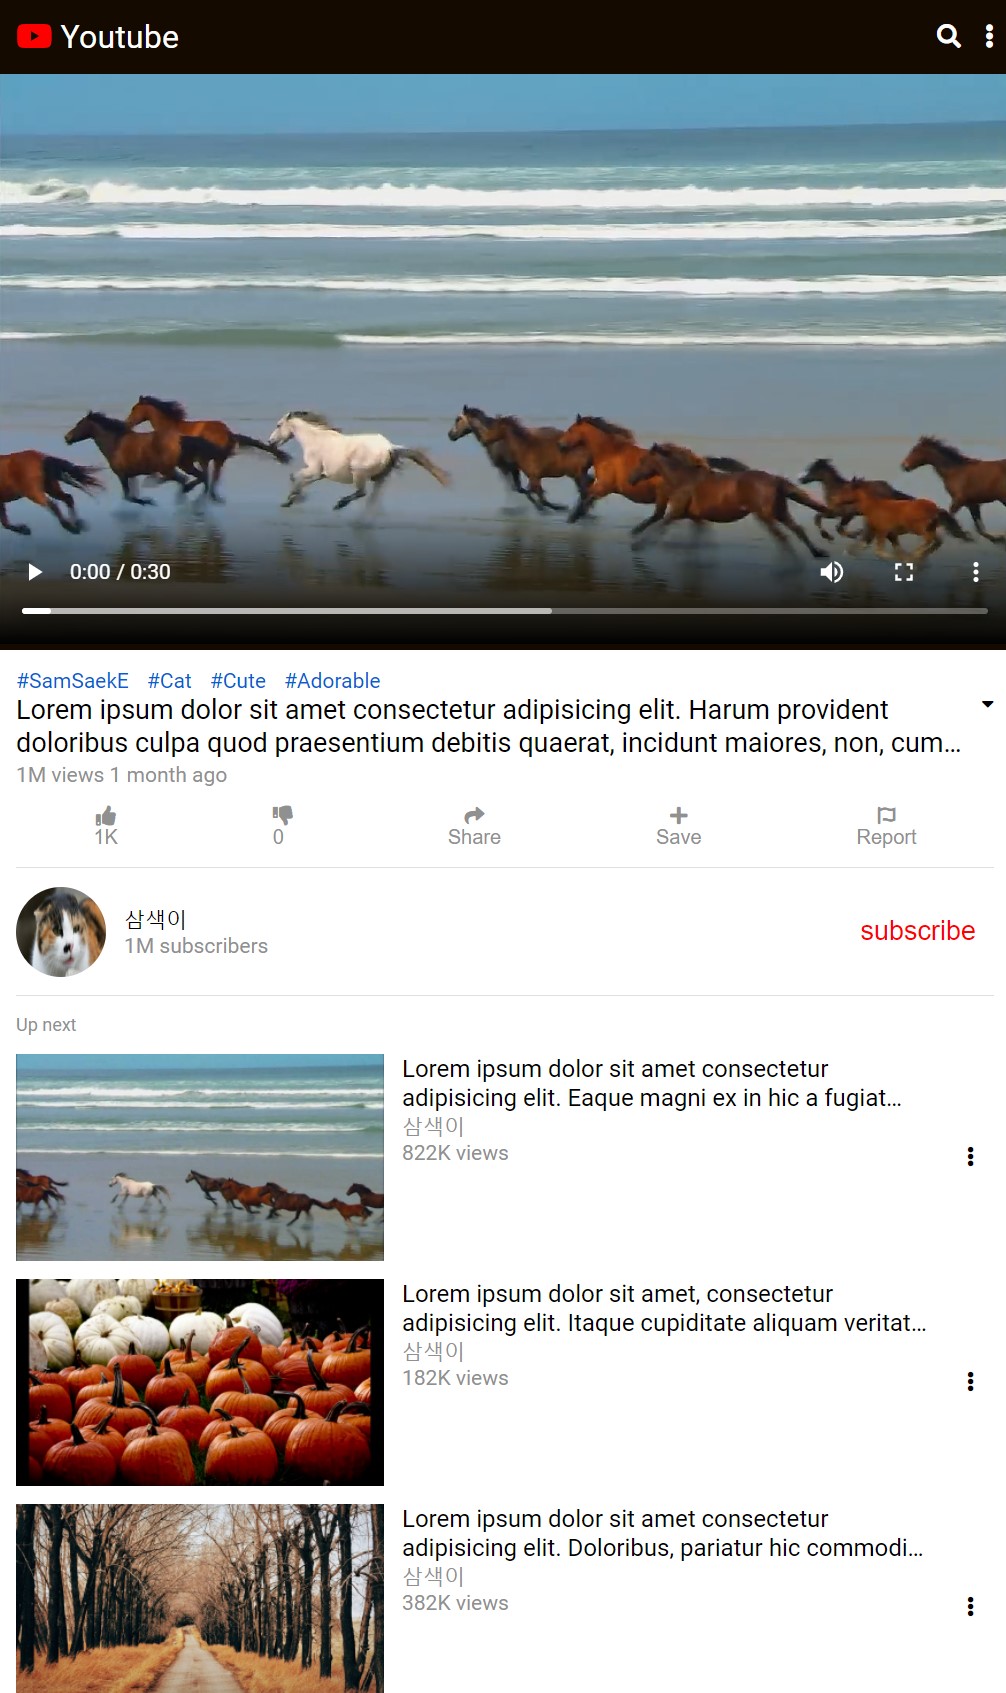 Youtube
0:00 / 0:30
#SamSaekE #Cat #Cute #Adorable
Lorem ipsum dolor sit amet consectetur adipisicing elit. Harum provident
doloribus culpa quod praesentium debitis quaerat, incidunt maiores, non, cum...
1M views 1 month ago
1K 0 Share Save Report
삼색이
1M subscribers
subscribe
Up next
Lorem ipsum dolor sit amet consectetur
adipisicing elit. Eaque magni ex in hic a fugiat...
삼색이
822K views
Lorem ipsum dolor sit amet, consectetur
adipisicing elit. Itaque cupiditate aliquam veritat...
삼색이
182K views
Lorem ipsum dolor sit amet consectetur
adipisicing elit. Doloribus, pariatur hic commodi...
삼색이
382K views